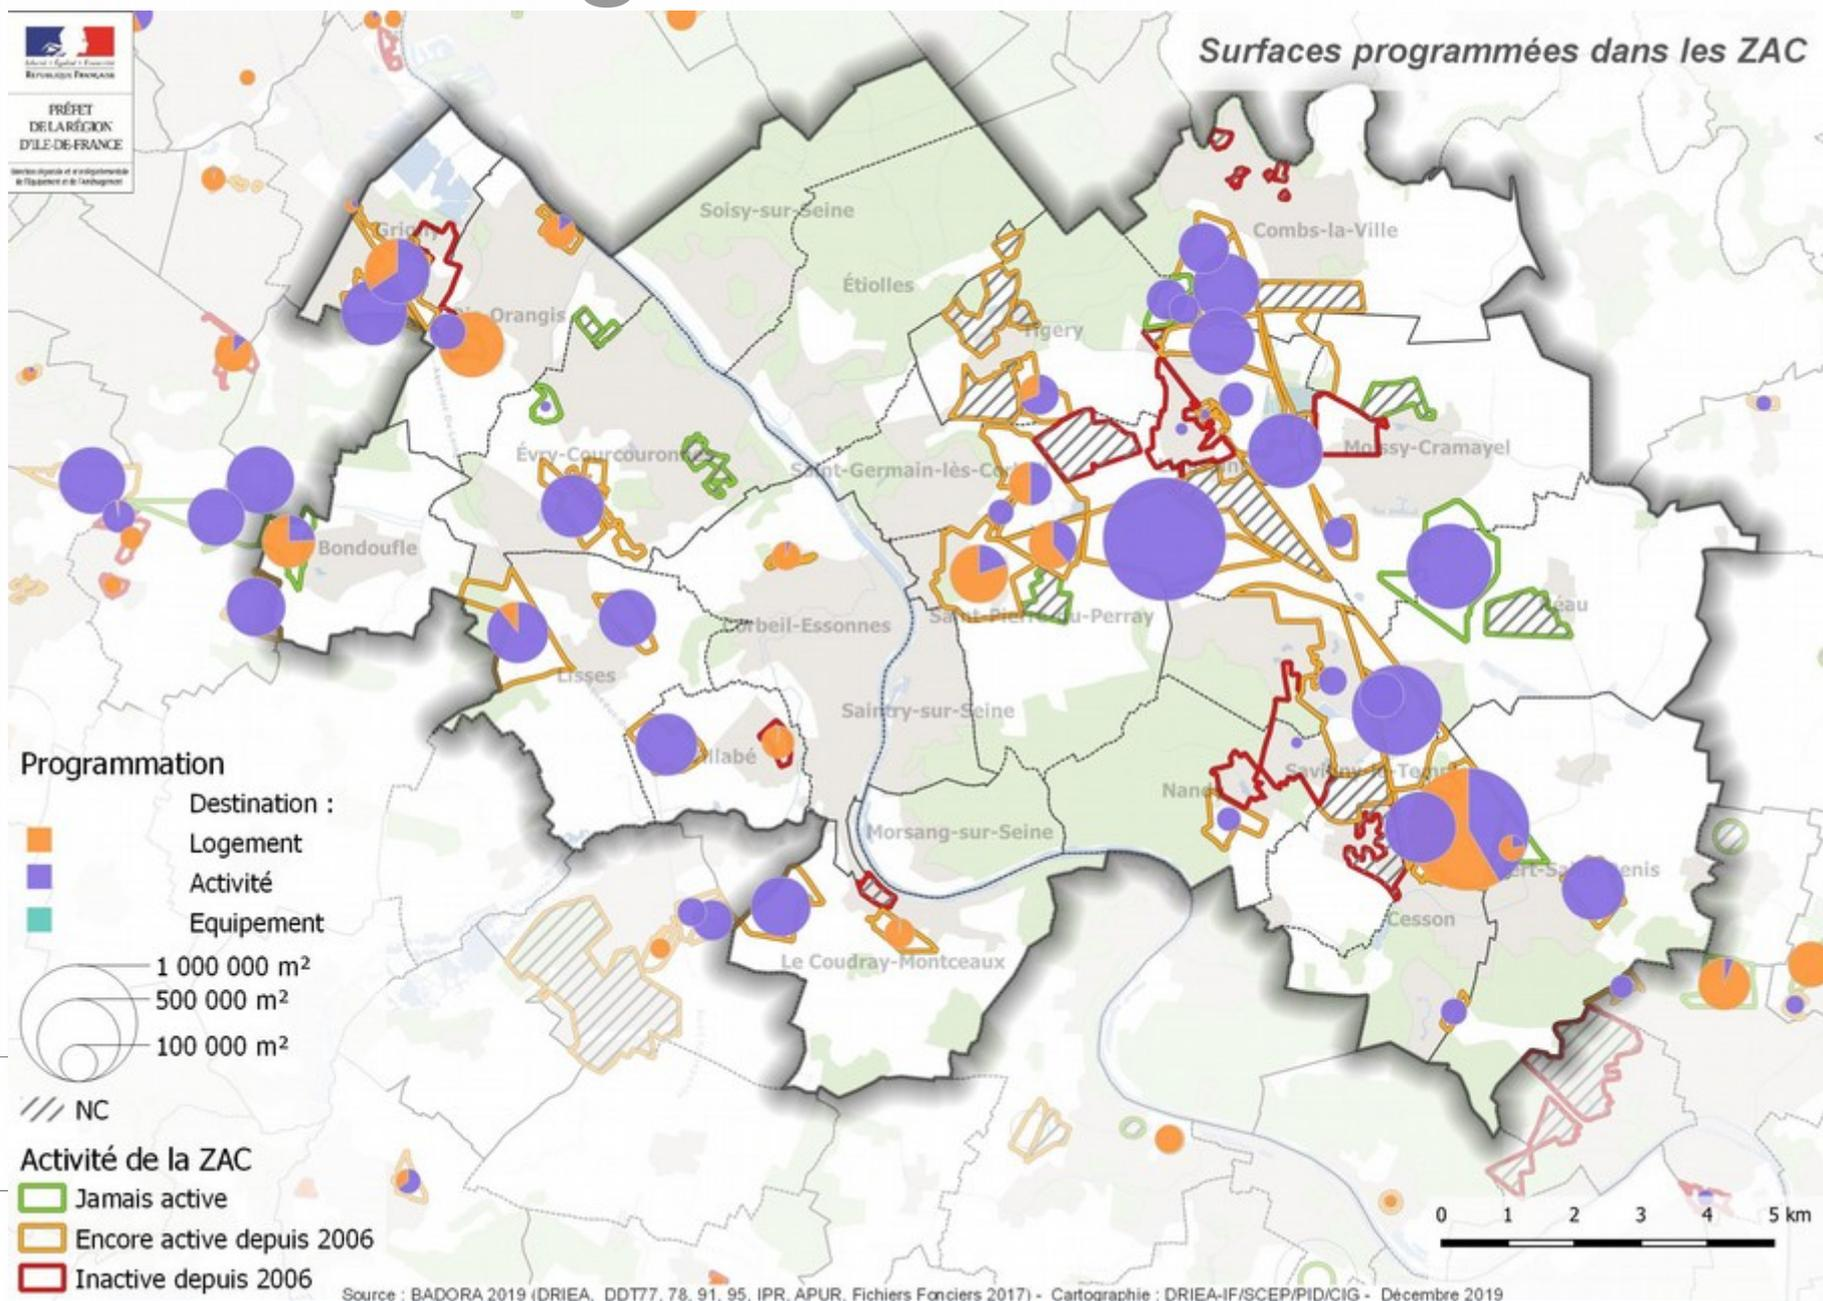 Surfaces programmées dans les ZAC
RÉPUBLIQUE FRANÇAISE
PRÉFET
DE LA RÉGION
D'ILE-DE-FRANCE
Soisy-sur-Seine
Combs-la-Ville
Étiolles
Tigery
Orangis
Évry-Courcouronnes
Moissy-Cramayel
Bondoufle
Saint-Pierre-du-Perray
Corbeil-Essonnes
Lisses
Saintry-sur-Seine
Morsang-sur-Seine
Cesson
Le Coudray-Montceaux
Programmation
Destination :
Logement
Activité
Equipement
1 000 000 m²
500 000 m²
100 000 m²
NC
Activité de la ZAC
Jamais active
Encore active depuis 2006
Inactive depuis 2006
0 1 2 3 4 5 km
Source : BADORA 2019 (DRIEA, DDT77, 78, 91, 95, IPR, APUR, Fichiers Fonciers 2017) - Cartographie : DRIEA-IF/SCEP/PID/CIG - Décembre 2019